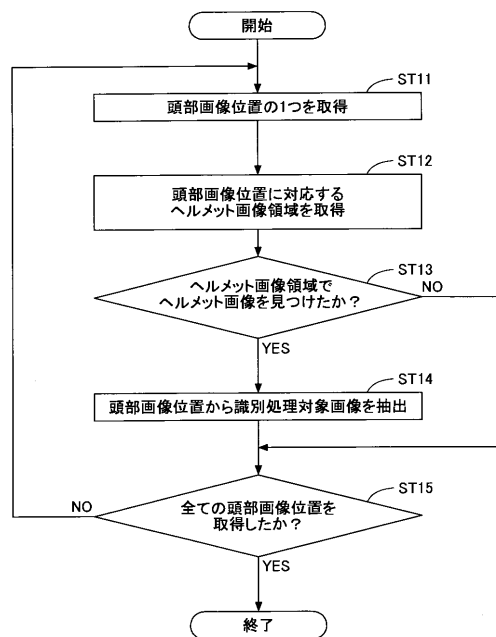 開始
ST11
頭部画像位置の1つを取得
ST12
頭部画像位置に対応する
ヘルメット画像領域を取得
ST13
ヘルメット画像領域で
ヘルメット画像を見つけたか？
NO
YES
ST14
頭部画像位置から識別処理対象画像を抽出
ST15
全ての頭部画像位置を
取得したか？
NO
YES
終了